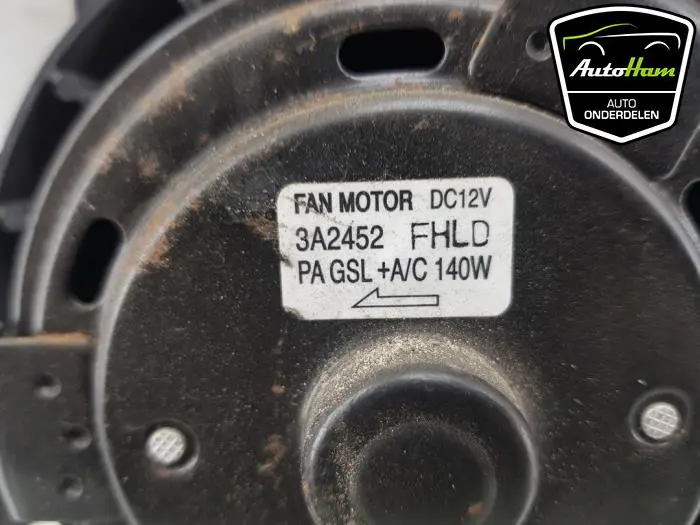 AutoHam
AUTO
ONDERDELEN
FAN MOTOR DC12V
3A2452 FHLD
PA GSL +A/C 140W